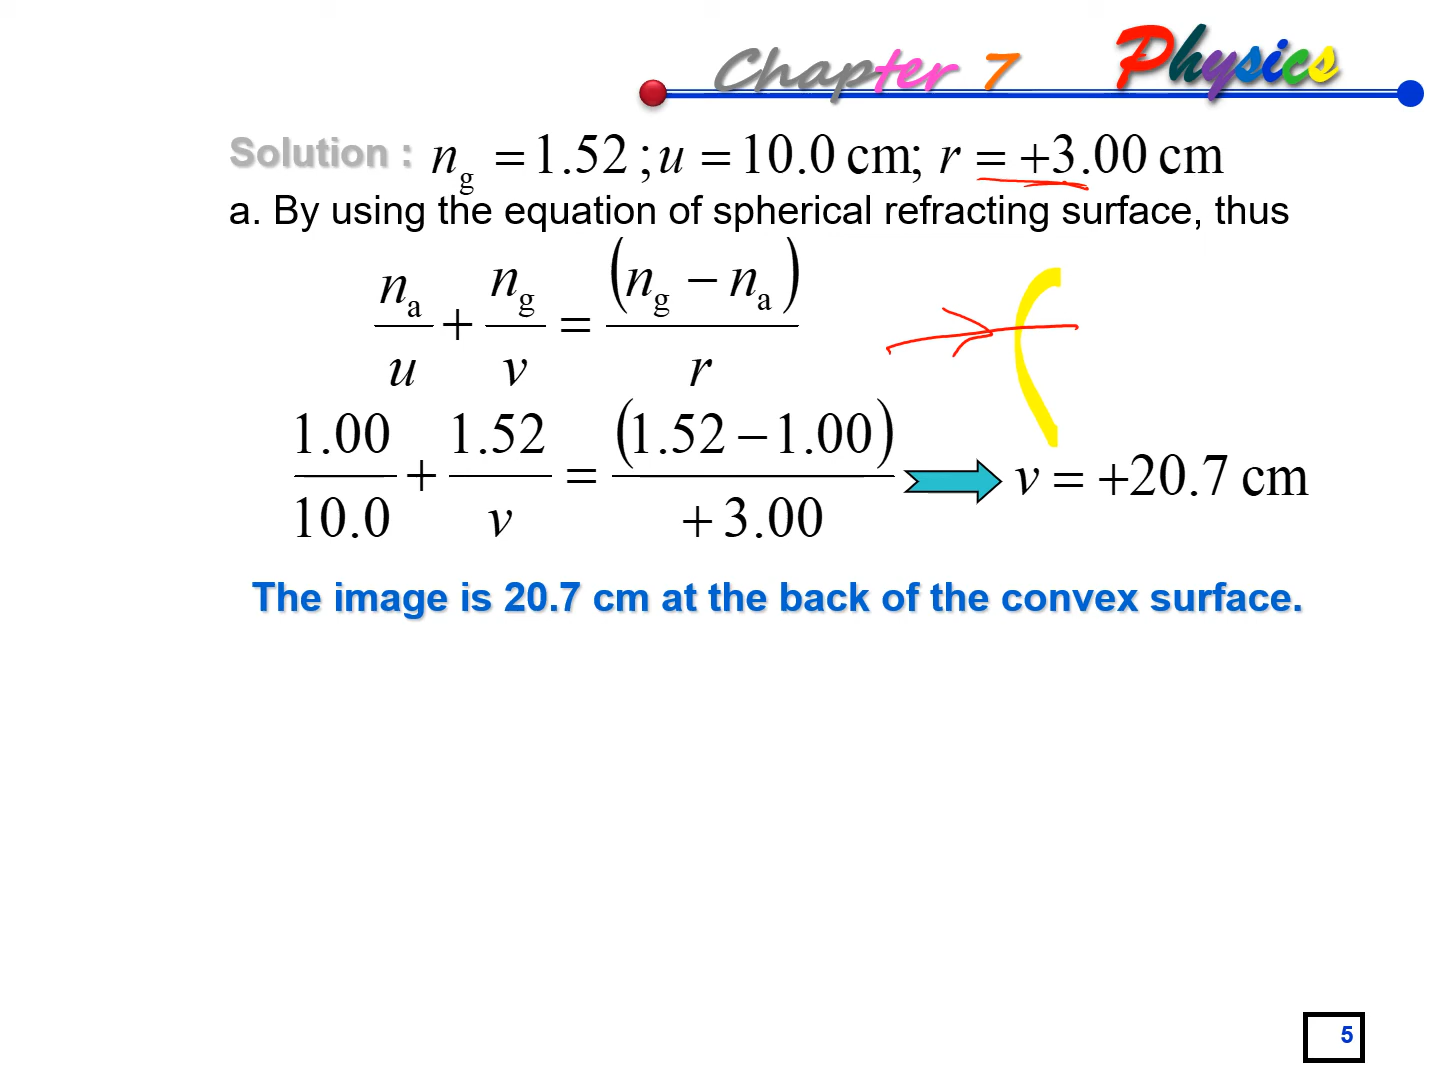 Chapter 7 Physics
Solution : n_g = 1.52 ; u = 10.0 cm; r = +3.00 cm
a. By using the equation of spherical refracting surface, thus
n_a/u + n_g/v = (n_g − n_a)/r
1.00/10.0 + 1.52/v = (1.52 − 1.00)/+3.00 v = +20.7 cm
The image is 20.7 cm at the back of the convex surface.
5